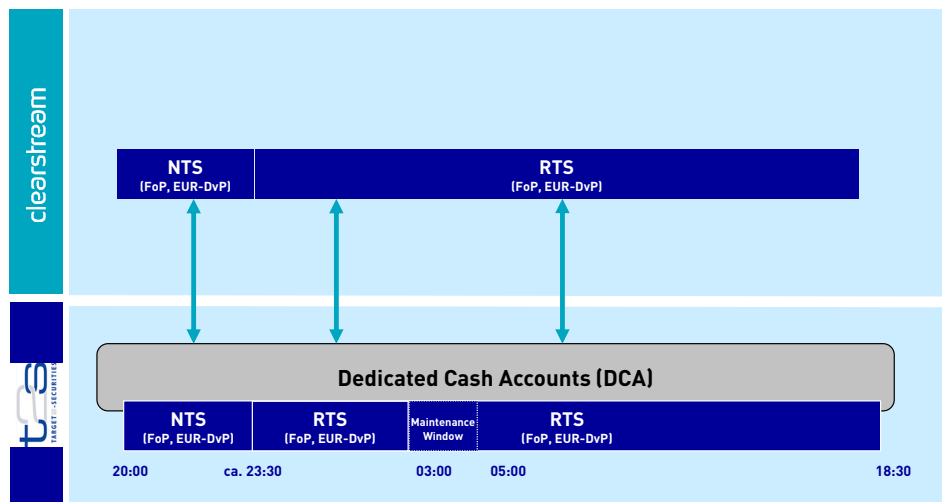 clearstream
NTS
(FoP, EUR-DvP)
RTS
(FoP, EUR-DvP)
t2s
TARGET2-SECURITIES
Dedicated Cash Accounts (DCA)
NTS
(FoP, EUR-DvP)
RTS
(FoP, EUR-DvP)
Maintenance
Window
RTS
(FoP, EUR-DvP)
20:00
ca. 23:30
03:00
05:00
18:30